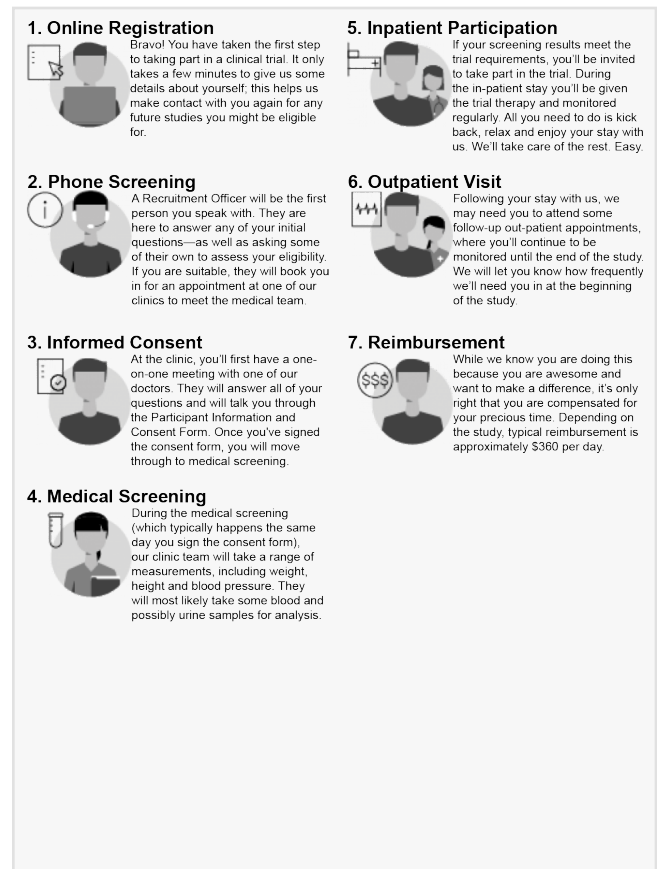 1. Online Registration
Bravo! You have taken the first step
to taking part in a clinical trial. It only
takes a few minutes to give us some
details about yourself; this helps us
make contact with you again for any
future studies you might be eligible
for.
2. Phone Screening
A Recruitment Officer will be the first
person you speak with. They are
here to answer any of your initial
questions—as well as asking some
of their own to assess your eligibility.
If you are suitable, they will book you
in for an appointment at one of our
clinics to meet the medical team.
3. Informed Consent
At the clinic, you’ll first have a one-
on-one meeting with one of our
doctors. They will answer all of your
questions and will talk you through
the Participant Information and
Consent Form. Once you’ve signed
the consent form, you will move
through to medical screening.
4. Medical Screening
During the medical screening
(which typically happens the same
day you sign the consent form),
our clinic team will take a range of
measurements, including weight,
height and blood pressure. They
will most likely take some blood and
possibly urine samples for analysis.
5. Inpatient Participation
If your screening results meet the
trial requirements, you’ll be invited
to take part in the trial. During
the in-patient stay you’ll be given
the trial therapy and monitored
regularly. All you need to do is kick
back, relax and enjoy your stay with
us. We’ll take care of the rest. Easy.
6. Outpatient Visit
Following your stay with us, we
may need you to attend some
follow-up out-patient appointments,
where you’ll continue to be
monitored until the end of the study.
We will let you know how frequently
we’ll need you in at the beginning
of the study.
7. Reimbursement
$$$
While we know you are doing this
because you are awesome and
want to make a difference, it’s only
right that you are compensated for
your precious time. Depending on
the study, typical reimbursement is
approximately $360 per day.